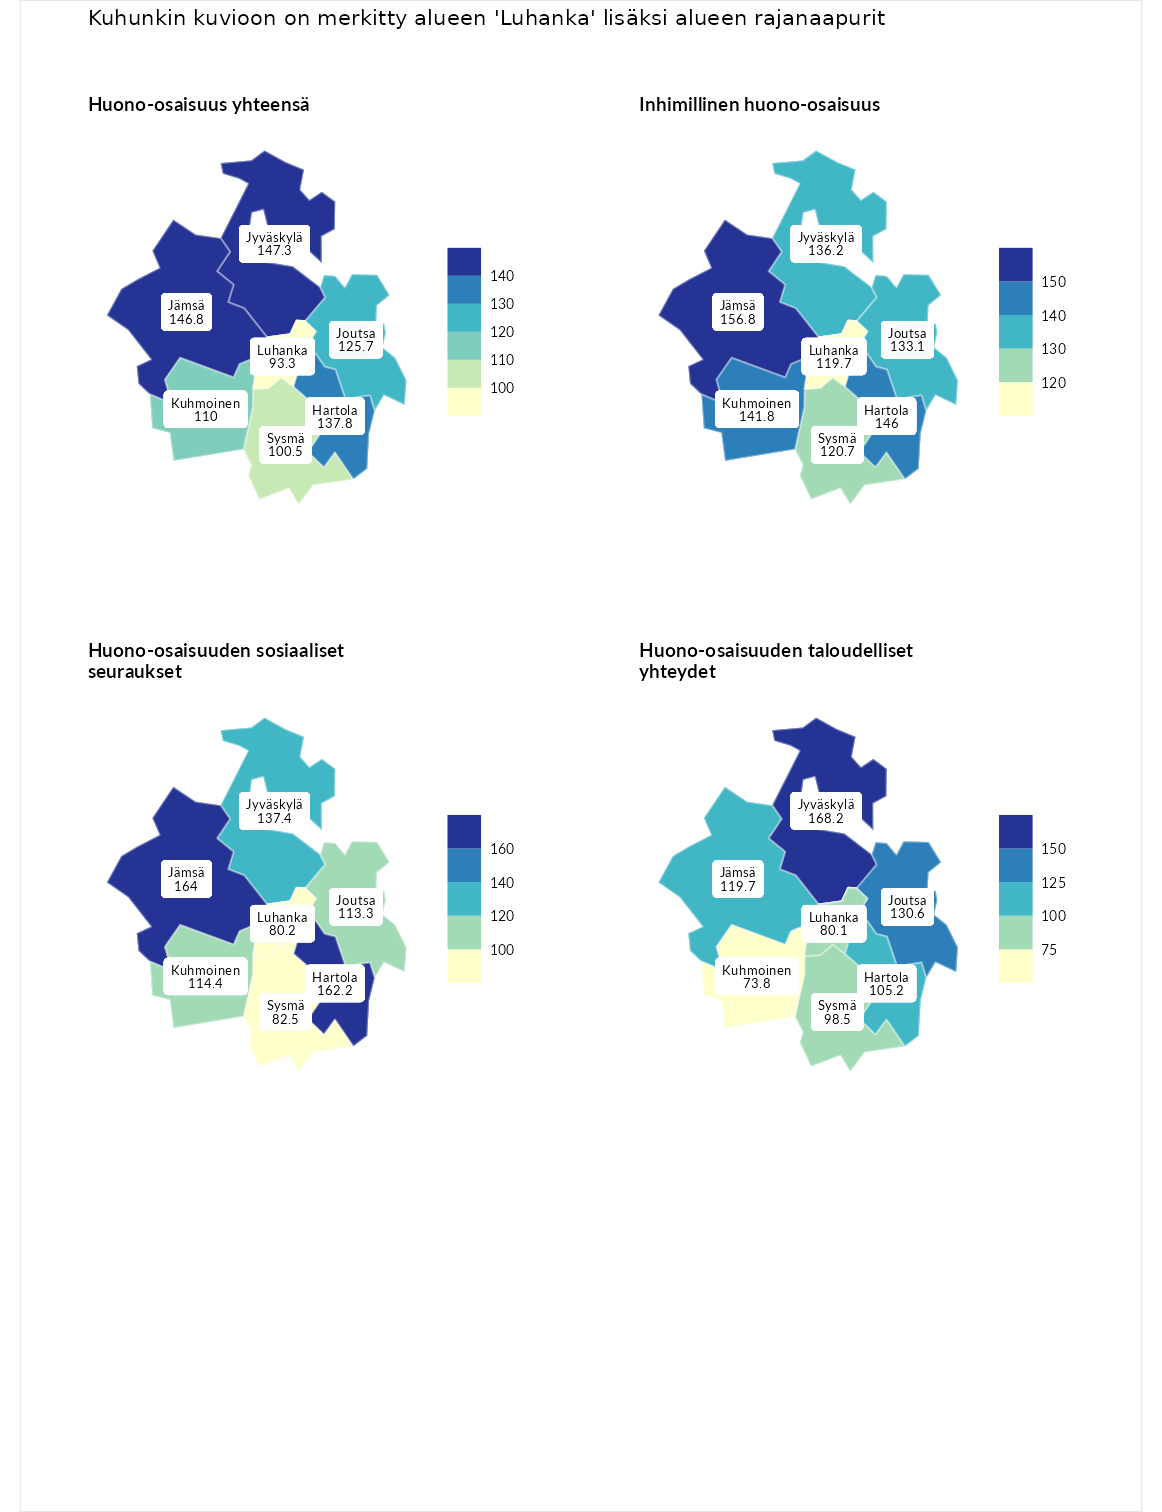 Kuhunkin kuvioon on merkitty alueen 'Luhanka' lisäksi alueen rajanaapurit
Huono-osaisuus yhteensä
Jyväskylä
147.3
Jämsä
146.8
Joutsa
125.7
Luhanka
93.3
Kuhmoinen
110
Hartola
137.8
Sysmä
100.5
140
130
120
110
100
Inhimillinen huono-osaisuus
Jyväskylä
136.2
Jämsä
156.8
Joutsa
133.1
Luhanka
119.7
Kuhmoinen
141.8
Hartola
146
Sysmä
120.7
150
140
130
120
Huono-osaisuuden sosiaaliset
seuraukset
Jyväskylä
137.4
Jämsä
164
Joutsa
113.3
Luhanka
80.2
Kuhmoinen
114.4
Hartola
162.2
Sysmä
82.5
160
140
120
100
Huono-osaisuuden taloudelliset
yhteydet
Jyväskylä
168.2
Jämsä
119.7
Joutsa
130.6
Luhanka
80.1
Kuhmoinen
73.8
Hartola
105.2
Sysmä
98.5
150
125
100
75